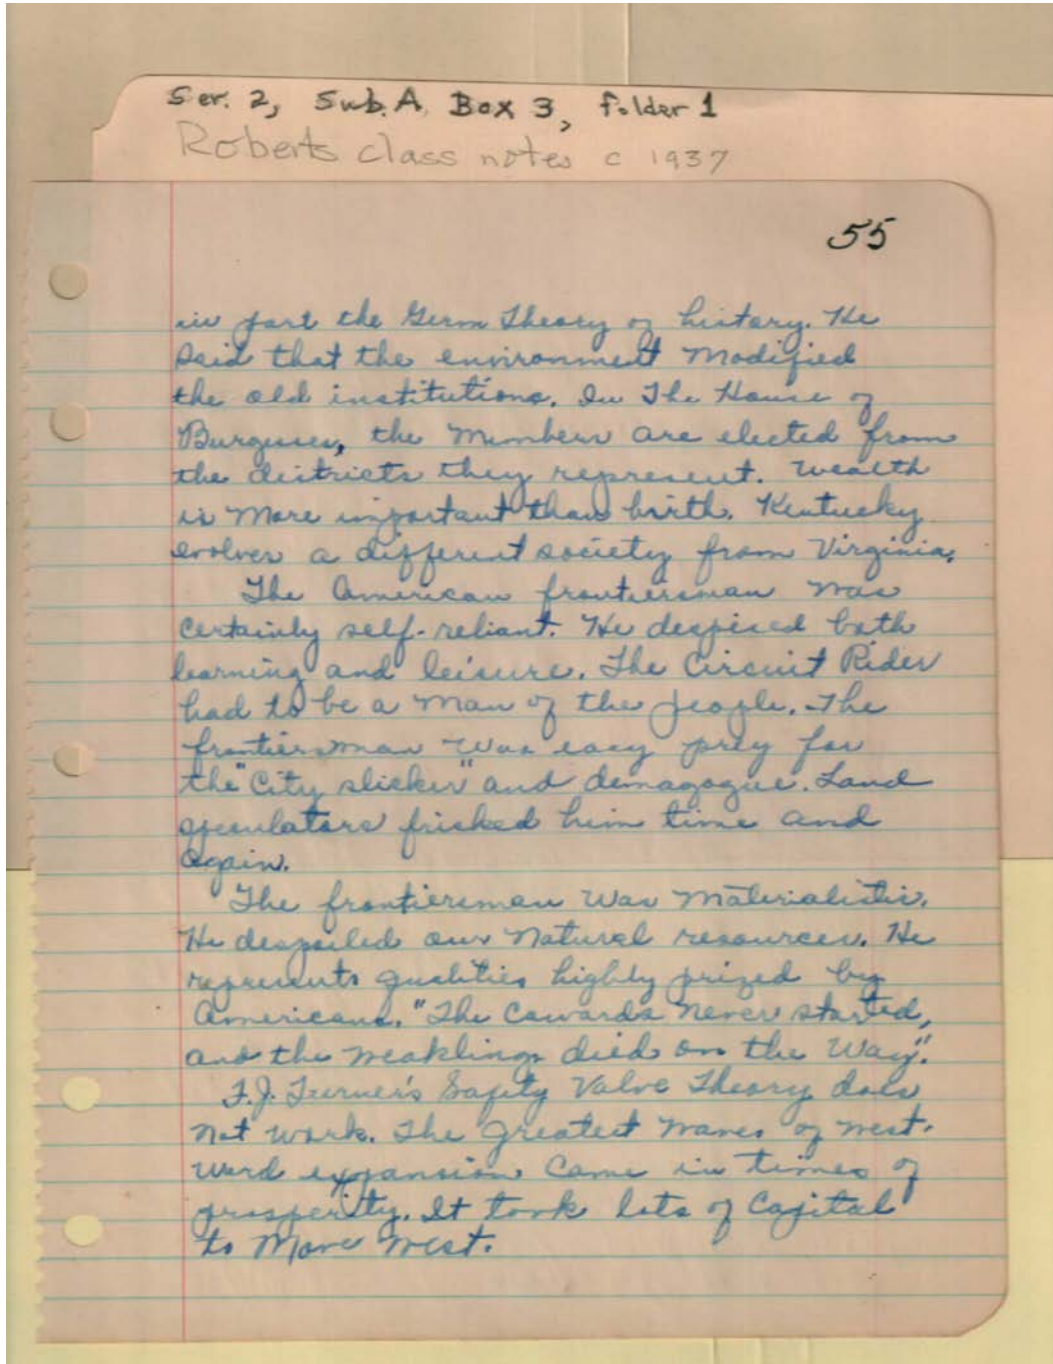 Ser. 2, Sub. A, Box 3, folder 1
Roberts class notes c 1937
55
in part the Germ Theory of history. He
said that the environment modified
the old institutions. In The House of
Burgesses, the Members are elected from
the districts they represent. Wealth
is more important than birth. Kentucky
evolves a different society from Virginia.
The American frontiersman was
certainly self-reliant. He despised both
learning and leisure. The Circuit Rider
had to be a man of the people. The
frontiersman was easy prey for
the "City slicker" and demagogue. Land
speculators frisked him time and
again.
The frontiersman was materialistic.
He despoiled our natural resources. He
represents qualities highly prized by
Americans. "The Cowards never started,
and the weaklings died on the Way".
F.J. Turner's Safety Valve Theory does
not work. The greatest waves of west-
ward expansion came in times of
prosperity. It took lots of Capital
to move west.